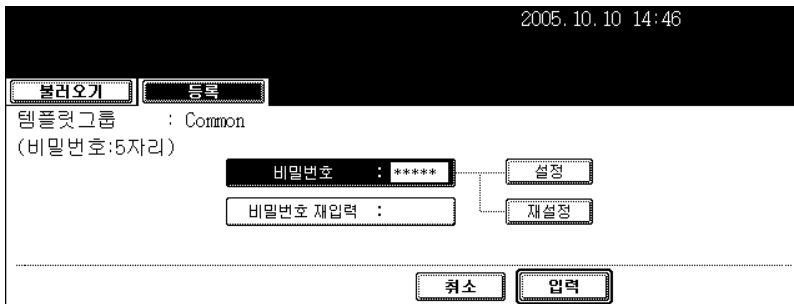 2005.10.10 14:46
불러오기 등록
템플릿그룹 : Common
(비밀번호:5자리)
비밀번호 : ***** 설정
비밀번호 재입력 : 재설정
취소 입력